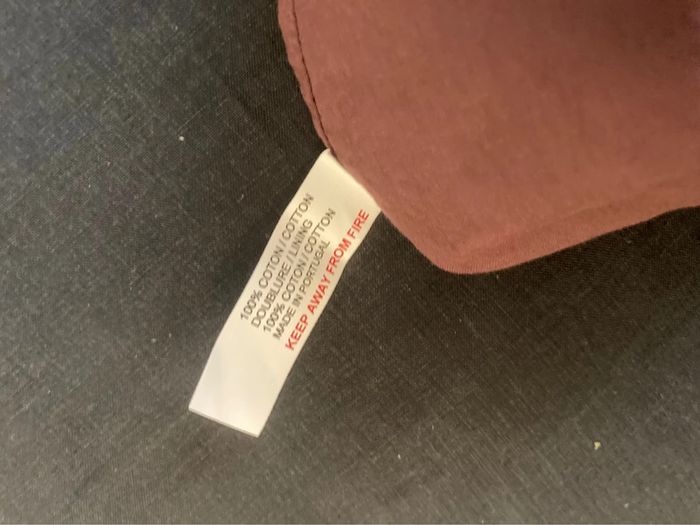 100% COTON / COTTON
DOUBLURE / LINING
100% COTON / COTTON
MADE IN PORTUGAL
KEEP AWAY FROM FIRE